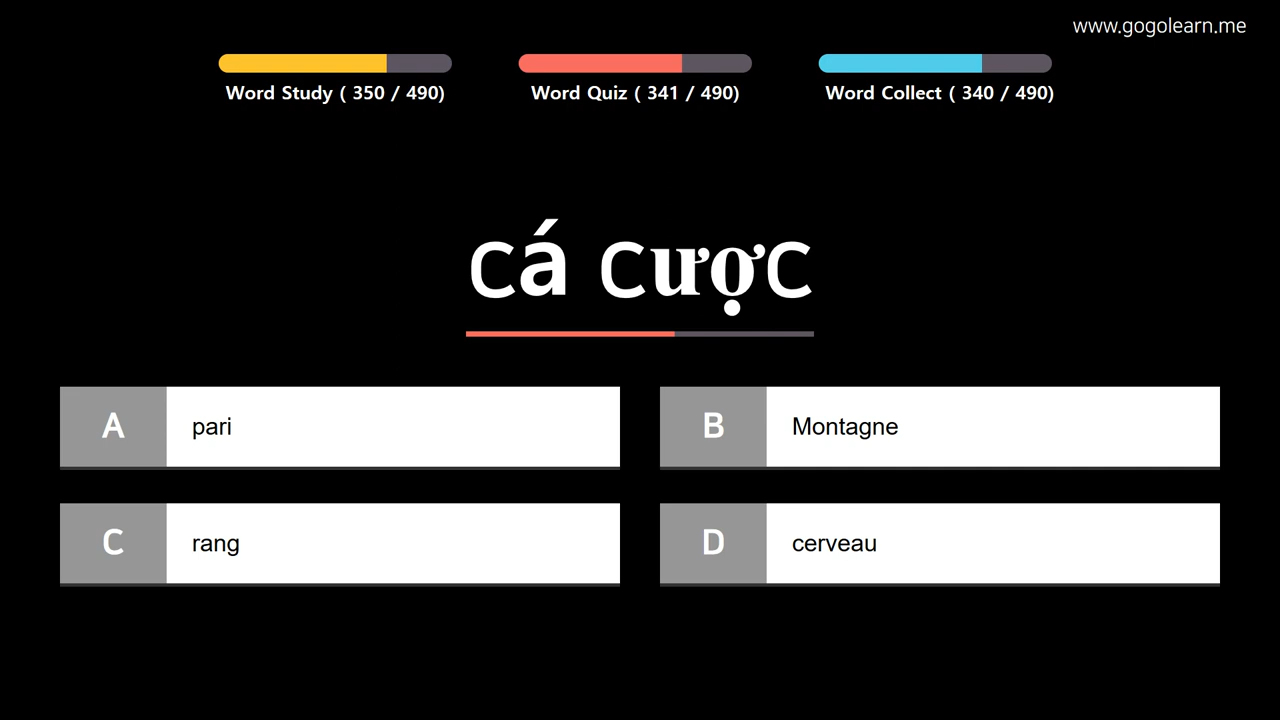 www.gogolearn.me
Word Study ( 350 / 490)
Word Quiz ( 341 / 490)
Word Collect ( 340 / 490)
cá cược
A pari
B Montagne
C rang
D cerveau